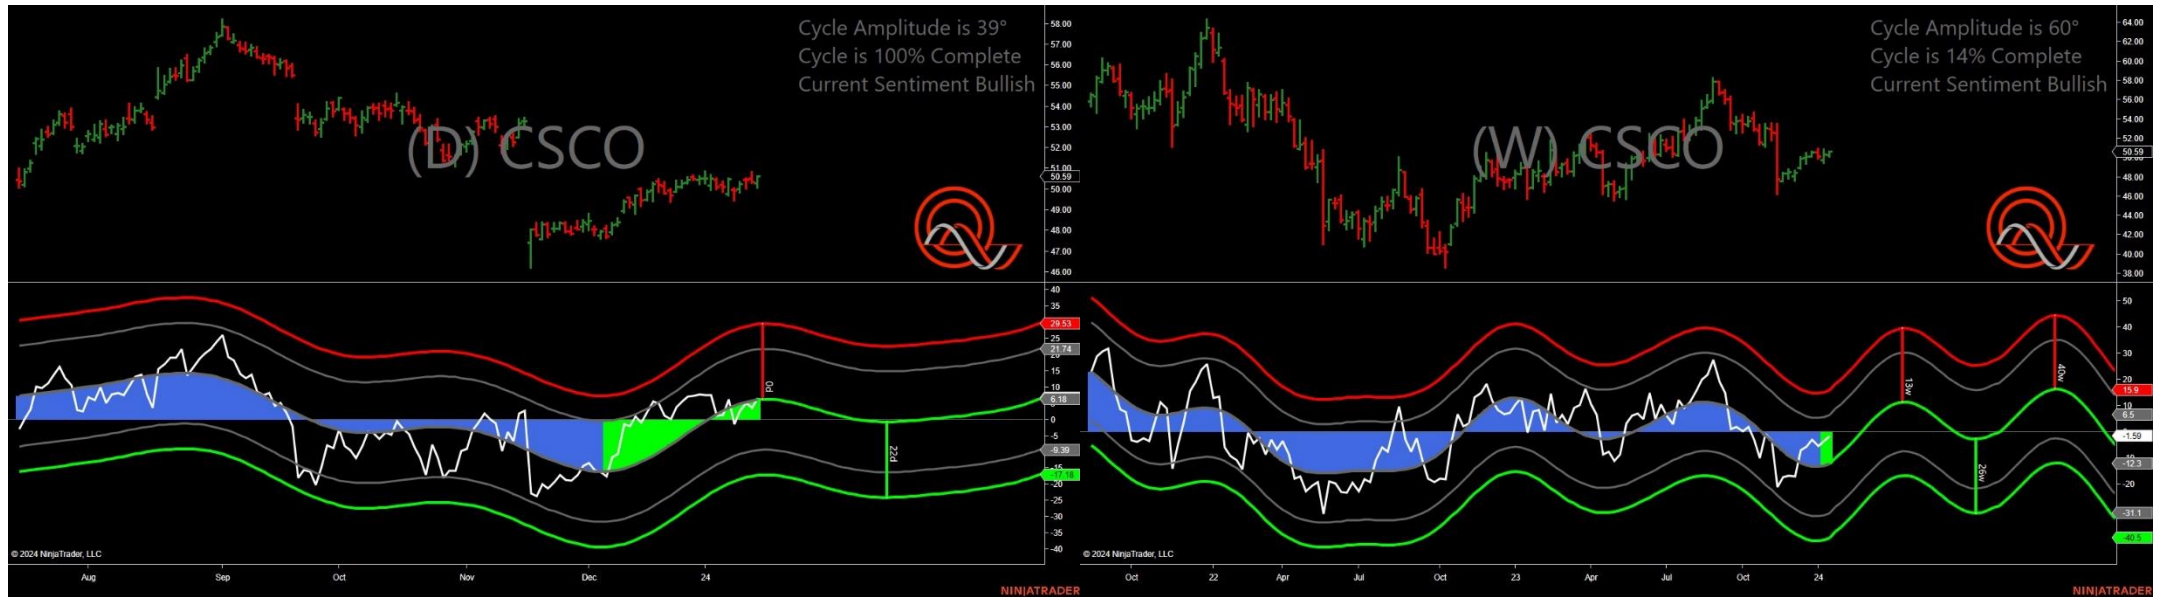 Cycle Amplitude is 39°
Cycle is 100% Complete
Current Sentiment Bullish
(D) CSCO
58.00
57.00
56.00
55.00
54.00
53.00
52.00
51.00
50.59
50.00
49.00
48.00
47.00
46.00
40
35
29.53
25
21.74
20
15
10
6.18
0
-5
-9.39
-15
-17.18
-20
-25
-30
-35
-40
0d
22d
© 2024 NinjaTrader, LLC
Aug
Sep
Oct
Nov
Dec
24
NINJATRADER
Cycle Amplitude is 60°
Cycle is 14% Complete
Current Sentiment Bullish
(W) CSCO
64.00
62.00
60.00
58.00
56.00
54.00
52.00
50.59
48.00
46.00
44.00
42.00
40.00
38.00
50
40
30
20
15.9
10
6.5
-1.59
-12.3
-20
-31.1
-40.5
13w
26w
40w
© 2024 NinjaTrader, LLC
Oct
22
Apr
Jul
Oct
23
Apr
Jul
Oct
24
NINJATRADER